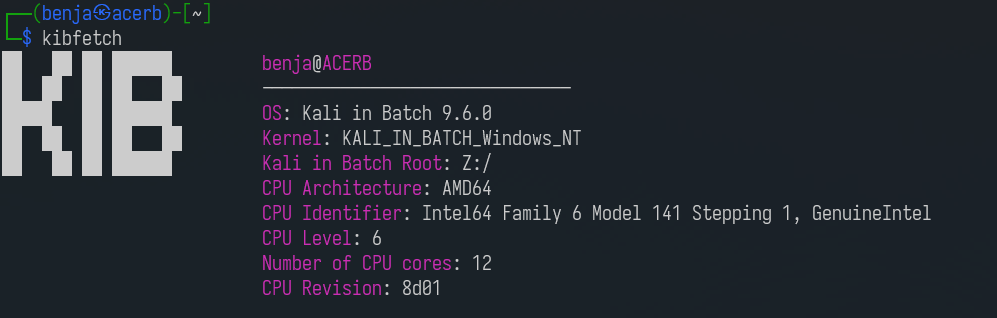 (benja㉿acerb)-[~]
$ kibfetch
KIB
benja@ACERB
-------------------------------
OS: Kali in Batch 9.6.0
Kernel: KALI_IN_BATCH_Windows_NT
Kali in Batch Root: Z:/
CPU Architecture: AMD64
CPU Identifier: Intel64 Family 6 Model 141 Stepping 1, GenuineIntel
CPU Level: 6
Number of CPU cores: 12
CPU Revision: 8d01